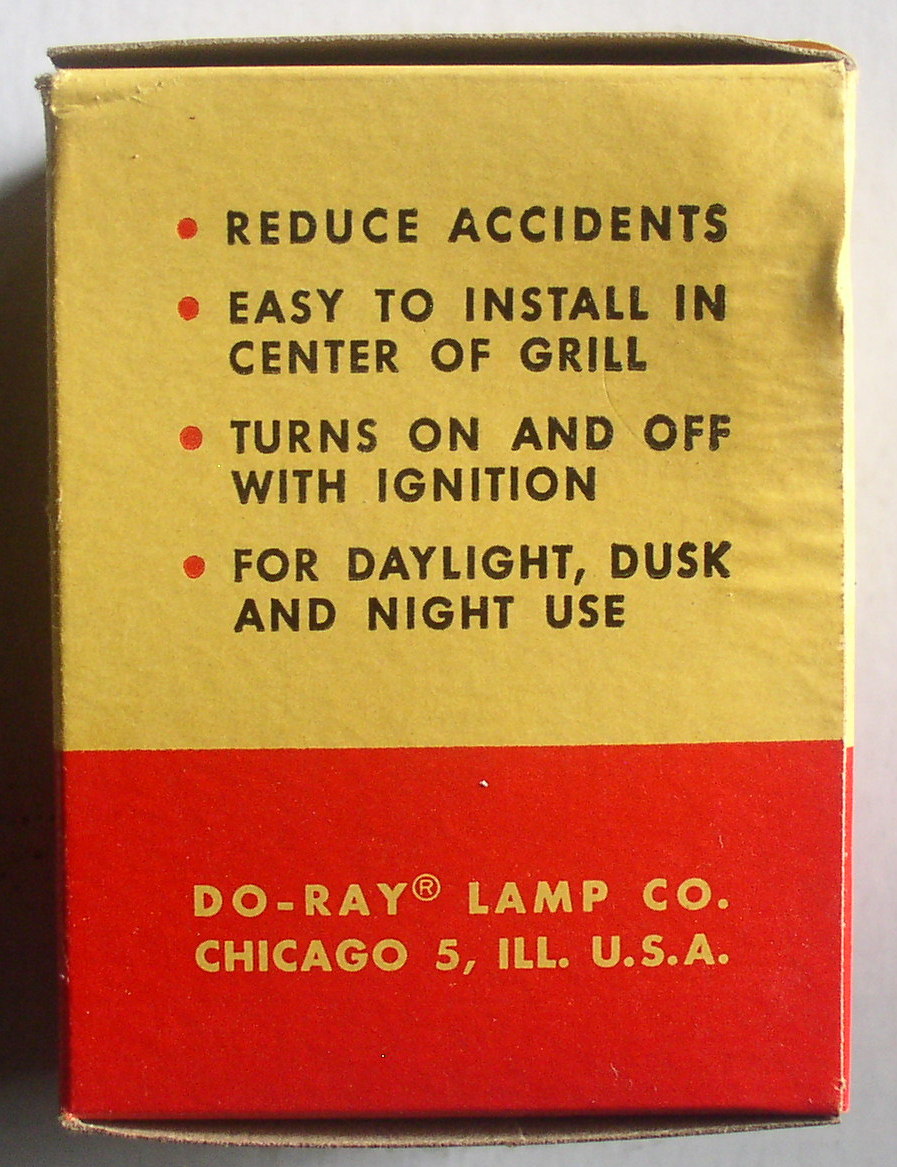 • REDUCE ACCIDENTS
• EASY TO INSTALL IN
CENTER OF GRILL
• TURNS ON AND OFF
WITH IGNITION
• FOR DAYLIGHT, DUSK
AND NIGHT USE
DO-RAY® LAMP CO.
CHICAGO 5, ILL. U.S.A.